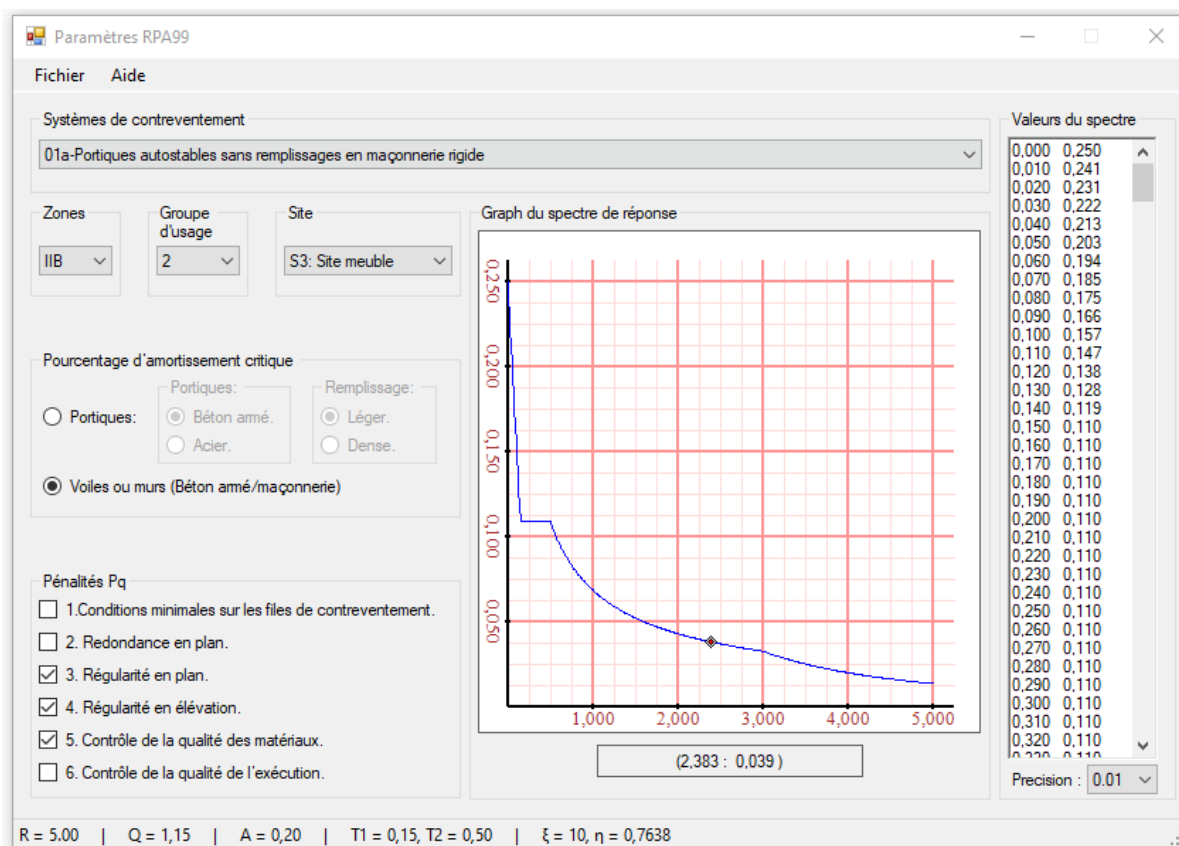 Paramètres RPA99
Fichier Aide
Systèmes de contreventement
01a-Portiques autostables sans remplissages en maçonnerie rigide
Zones
IIB
Groupe
d'usage
2
Site
S3: Site meuble
Pourcentage d'amortissement critique
Portiques:
Portiques:
Béton armé.
Acier.
Remplissage:
Léger.
Dense.
Voiles ou murs (Béton armé/maçonnerie)
Pénalités Pq
1.Conditions minimales sur les files de contreventement.
2. Redondance en plan.
3. Régularité en plan.
4. Régularité en élévation.
5. Contrôle de la qualité des matériaux.
6. Contrôle de la qualité de l'exécution.
Graph du spectre de réponse
0,250
0,200
0,150
0,100
0,050
1,000 2,000 3,000 4,000 5,000
(2,383 : 0,039 )
Valeurs du spectre
0,000 0,250
0,010 0,241
0,020 0,231
0,030 0,222
0,040 0,213
0,050 0,203
0,060 0,194
0,070 0,185
0,080 0,175
0,090 0,166
0,100 0,157
0,110 0,147
0,120 0,138
0,130 0,128
0,140 0,119
0,150 0,110
0,160 0,110
0,170 0,110
0,180 0,110
0,190 0,110
0,200 0,110
0,210 0,110
0,220 0,110
0,230 0,110
0,240 0,110
0,250 0,110
0,260 0,110
0,270 0,110
0,280 0,110
0,290 0,110
0,300 0,110
0,310 0,110
0,320 0,110
Precision : 0.01
R = 5.00 | Q = 1,15 | A = 0,20 | T1 = 0,15, T2 = 0,50 | ξ = 10, η = 0,7638